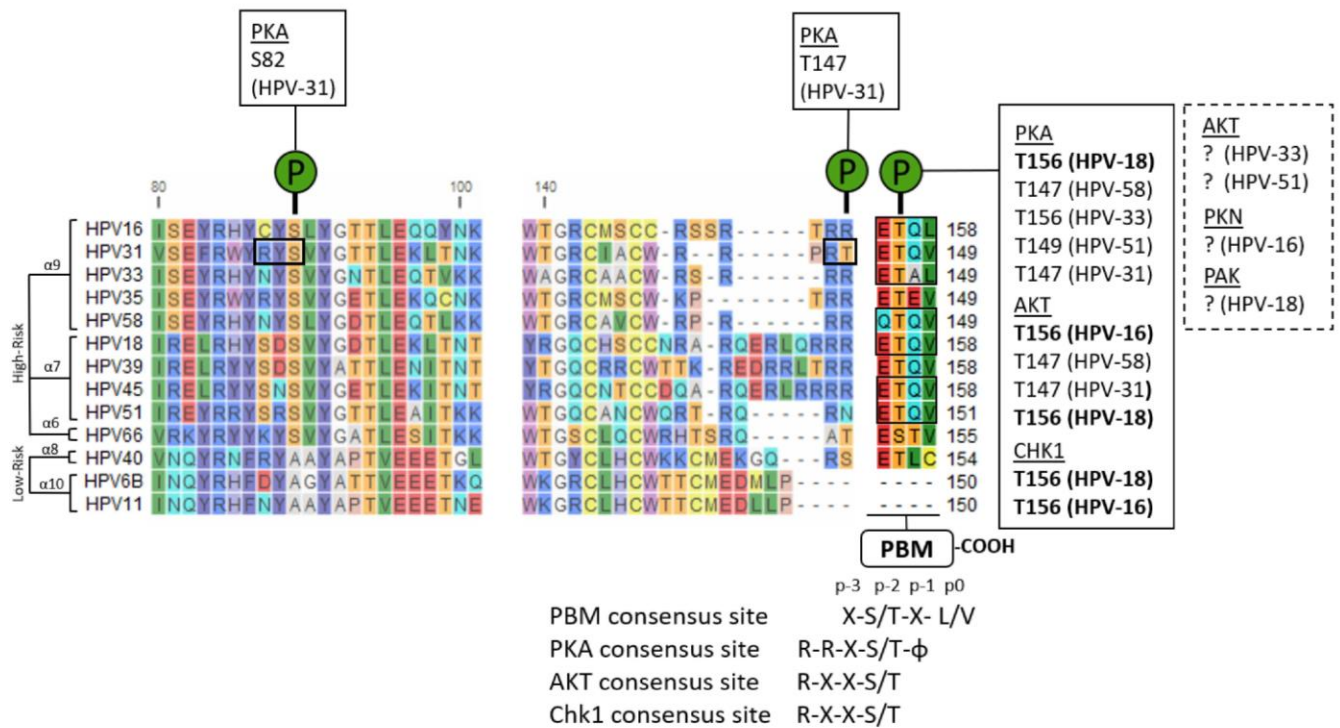 PKA
S82
(HPV-31)
PKA
T147
(HPV-31)
P
P
P
PKA
T156 (HPV-18)
T147 (HPV-58)
T156 (HPV-33)
T149 (HPV-51)
T147 (HPV-31)
AKT
T156 (HPV-16)
T147 (HPV-58)
T147 (HPV-31)
T156 (HPV-18)
CHK1
T156 (HPV-18)
T156 (HPV-16)
AKT
? (HPV-33)
? (HPV-51)
PKN
? (HPV-16)
PAK
? (HPV-18)
80 100 140
HPV16 ISEYRHYCYSLYGTTLEQQYNK WTGRCMSCC-RSSR-----TRR ETQL 158
HPV31 VSEFRWYRYSVYGTTLEKLTNK WTGRCIACW-R--R-----PRT ETQV 149
HPV33 ISEYRHYNYSVYGNTLEQTVKK WAGRCAACW-RS-R------RR ETAL 149
HPV35 ISEYRWYRYSVYGETLEKQCNK WTGRCMSCW-KP-------TRR ETEV 149
HPV58 ISEYRHYNYSVYGDTLEQTLKK WTGRCAVCW-RP-R------RR QTQV 149
HPV18 IRELRHYSDSVYGDTLEKLTNT YRGQCHSCCNRA-RQERLQRRR ETQV 158
HPV39 IRELRYYSDSVYATTLENITNT YTGQCRRCWTTK-REDRRLTRR ETQV 158
HPV45 IRELRYYSNSVYGETLEKITNT YRGQCNTCCDQA-RQERLRRRR ETQV 158
HPV51 IREYRRYSRSVYGTTLEAITKK WTGQCANCWQRT-RQ-----RN ETQV 151
HPV66 VRKYRYYKYSVYGATLESITKK WTGSCLQCWRHTSRQ-----AT ESTV 155
HPV40 VNQYRNFRYAAYAPTVEEETGL WTGYCLHCWKKCMEKGQ---RS ETLC 154
HPV6B INQYRHFDYAGYATTVEEETKQ WKGRCLHCWTTCMEDMLP---- ---- 150
HPV11 INQYRHFNYAAYAPTVEEETNE WKGRCLHCWTTCMEDLLP---- ---- 150
High-Risk
Low-Risk
α9
α7
α6
α8
α10
PBM -COOH
p-3 p-2 p-1 p0
PBM consensus site X-S/T-X- L/V
PKA consensus site R-R-X-S/T-ϕ
AKT consensus site R-X-X-S/T
Chk1 consensus site R-X-X-S/T